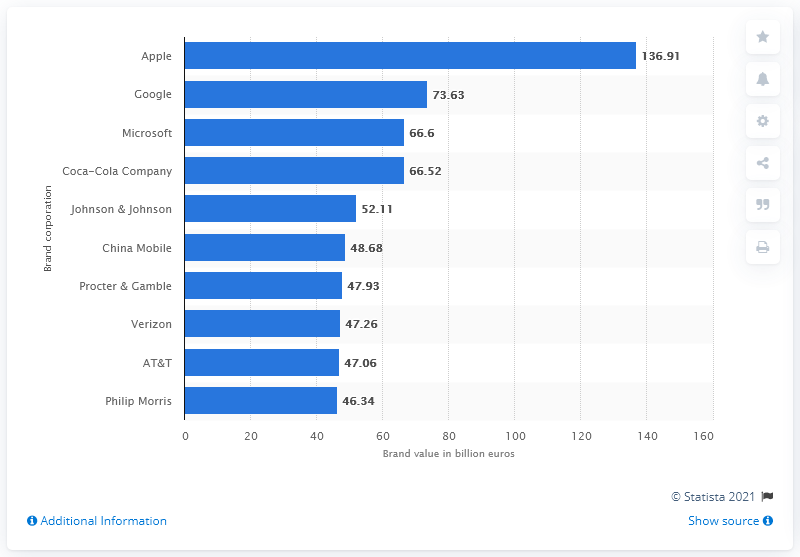 Apple 136.91
Google 73.63
Microsoft 66.6
Coca-Cola Company 66.52
Johnson & Johnson 52.11
China Mobile 48.68
Procter & Gamble 47.93
Verizon 47.26
AT&T 47.06
Philip Morris 46.34
Brand corporation
0 20 40 60 80 100 120 140 160
Brand value in billion euros
© Statista 2021
Additional Information
Show source